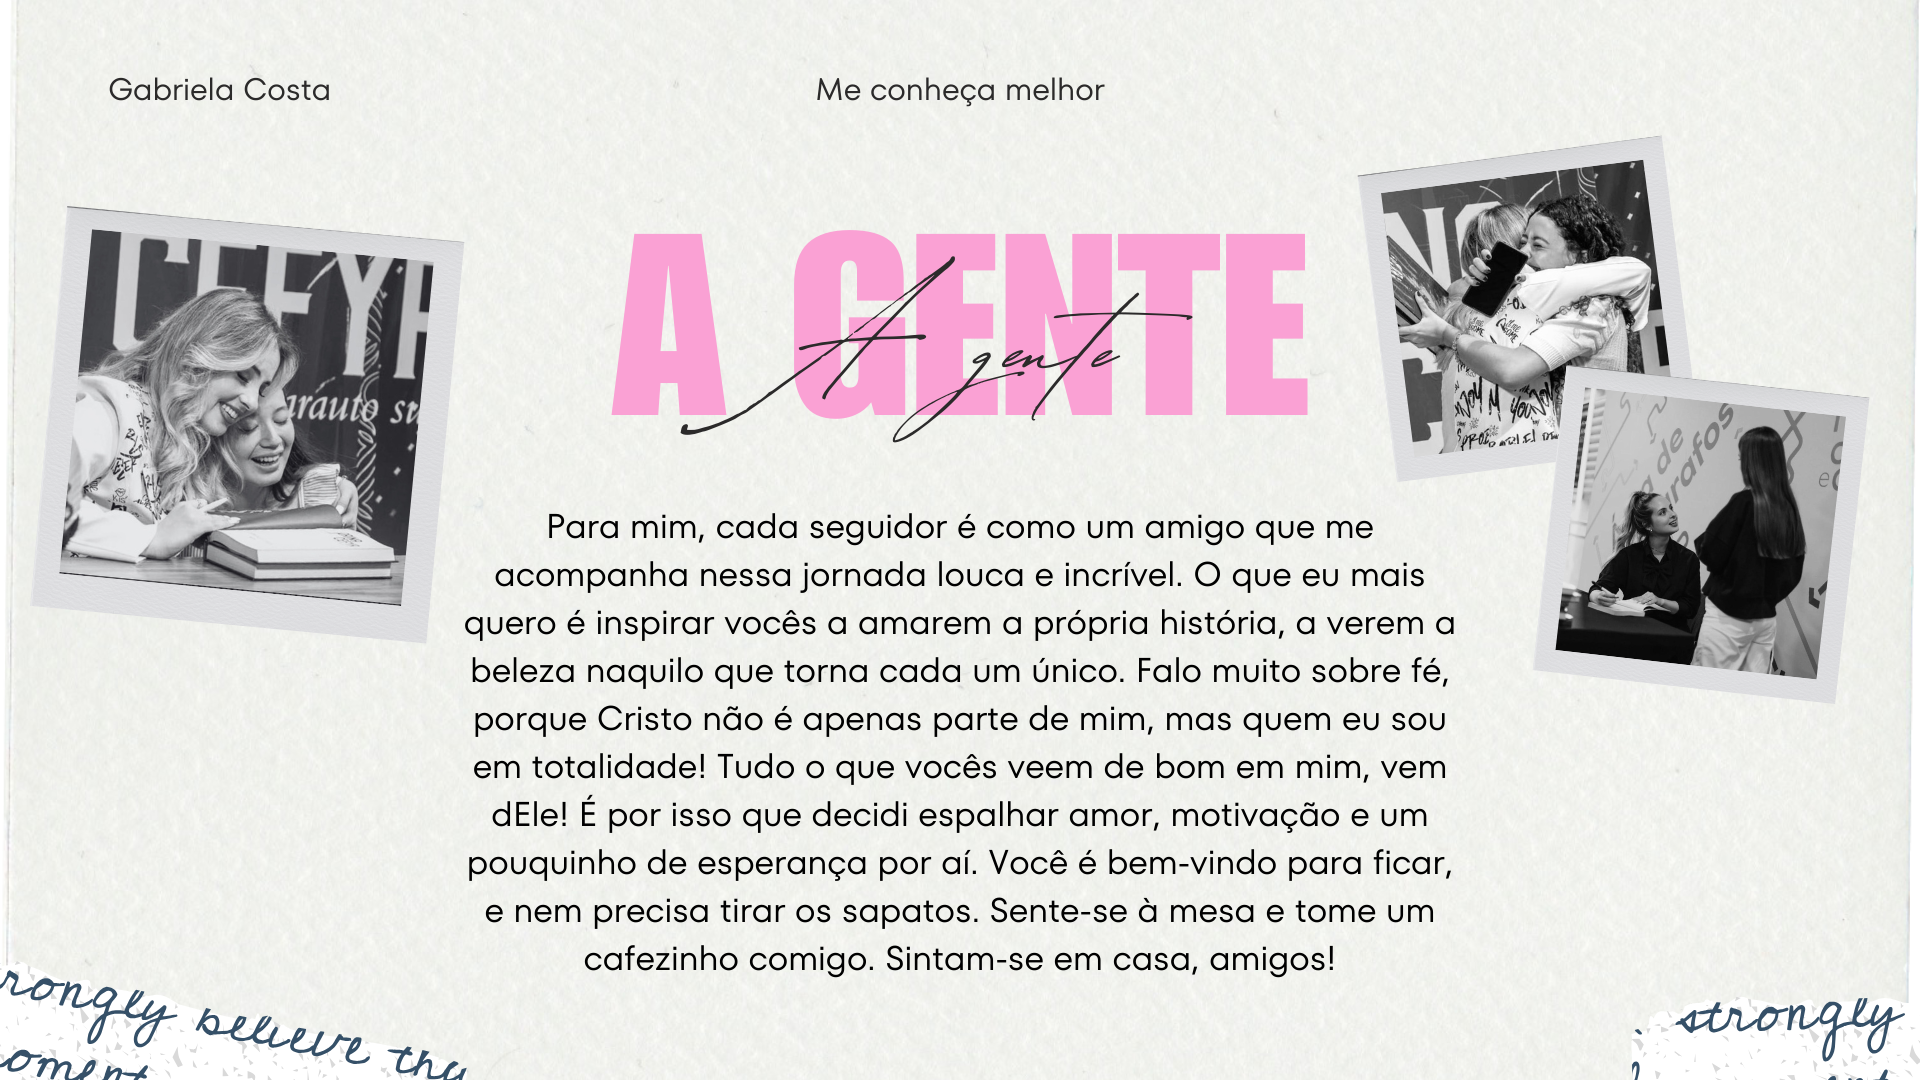 Gabriela Costa
Me conheça melhor
A GENTE
A gente
Para mim, cada seguidor é como um amigo que me
acompanha nessa jornada louca e incrível. O que eu mais
quero é inspirar vocês a amarem a própria história, a verem a
beleza naquilo que torna cada um único. Falo muito sobre fé,
porque Cristo não é apenas parte de mim, mas quem eu sou
em totalidade! Tudo o que vocês veem de bom em mim, vem
dEle! É por isso que decidi espalhar amor, motivação e um
pouquinho de esperança por aí. Você é bem-vindo para ficar,
e nem precisa tirar os sapatos. Sente-se à mesa e tome um
cafezinho comigo. Sintam-se em casa, amigos!
rongly believe thy
strongly